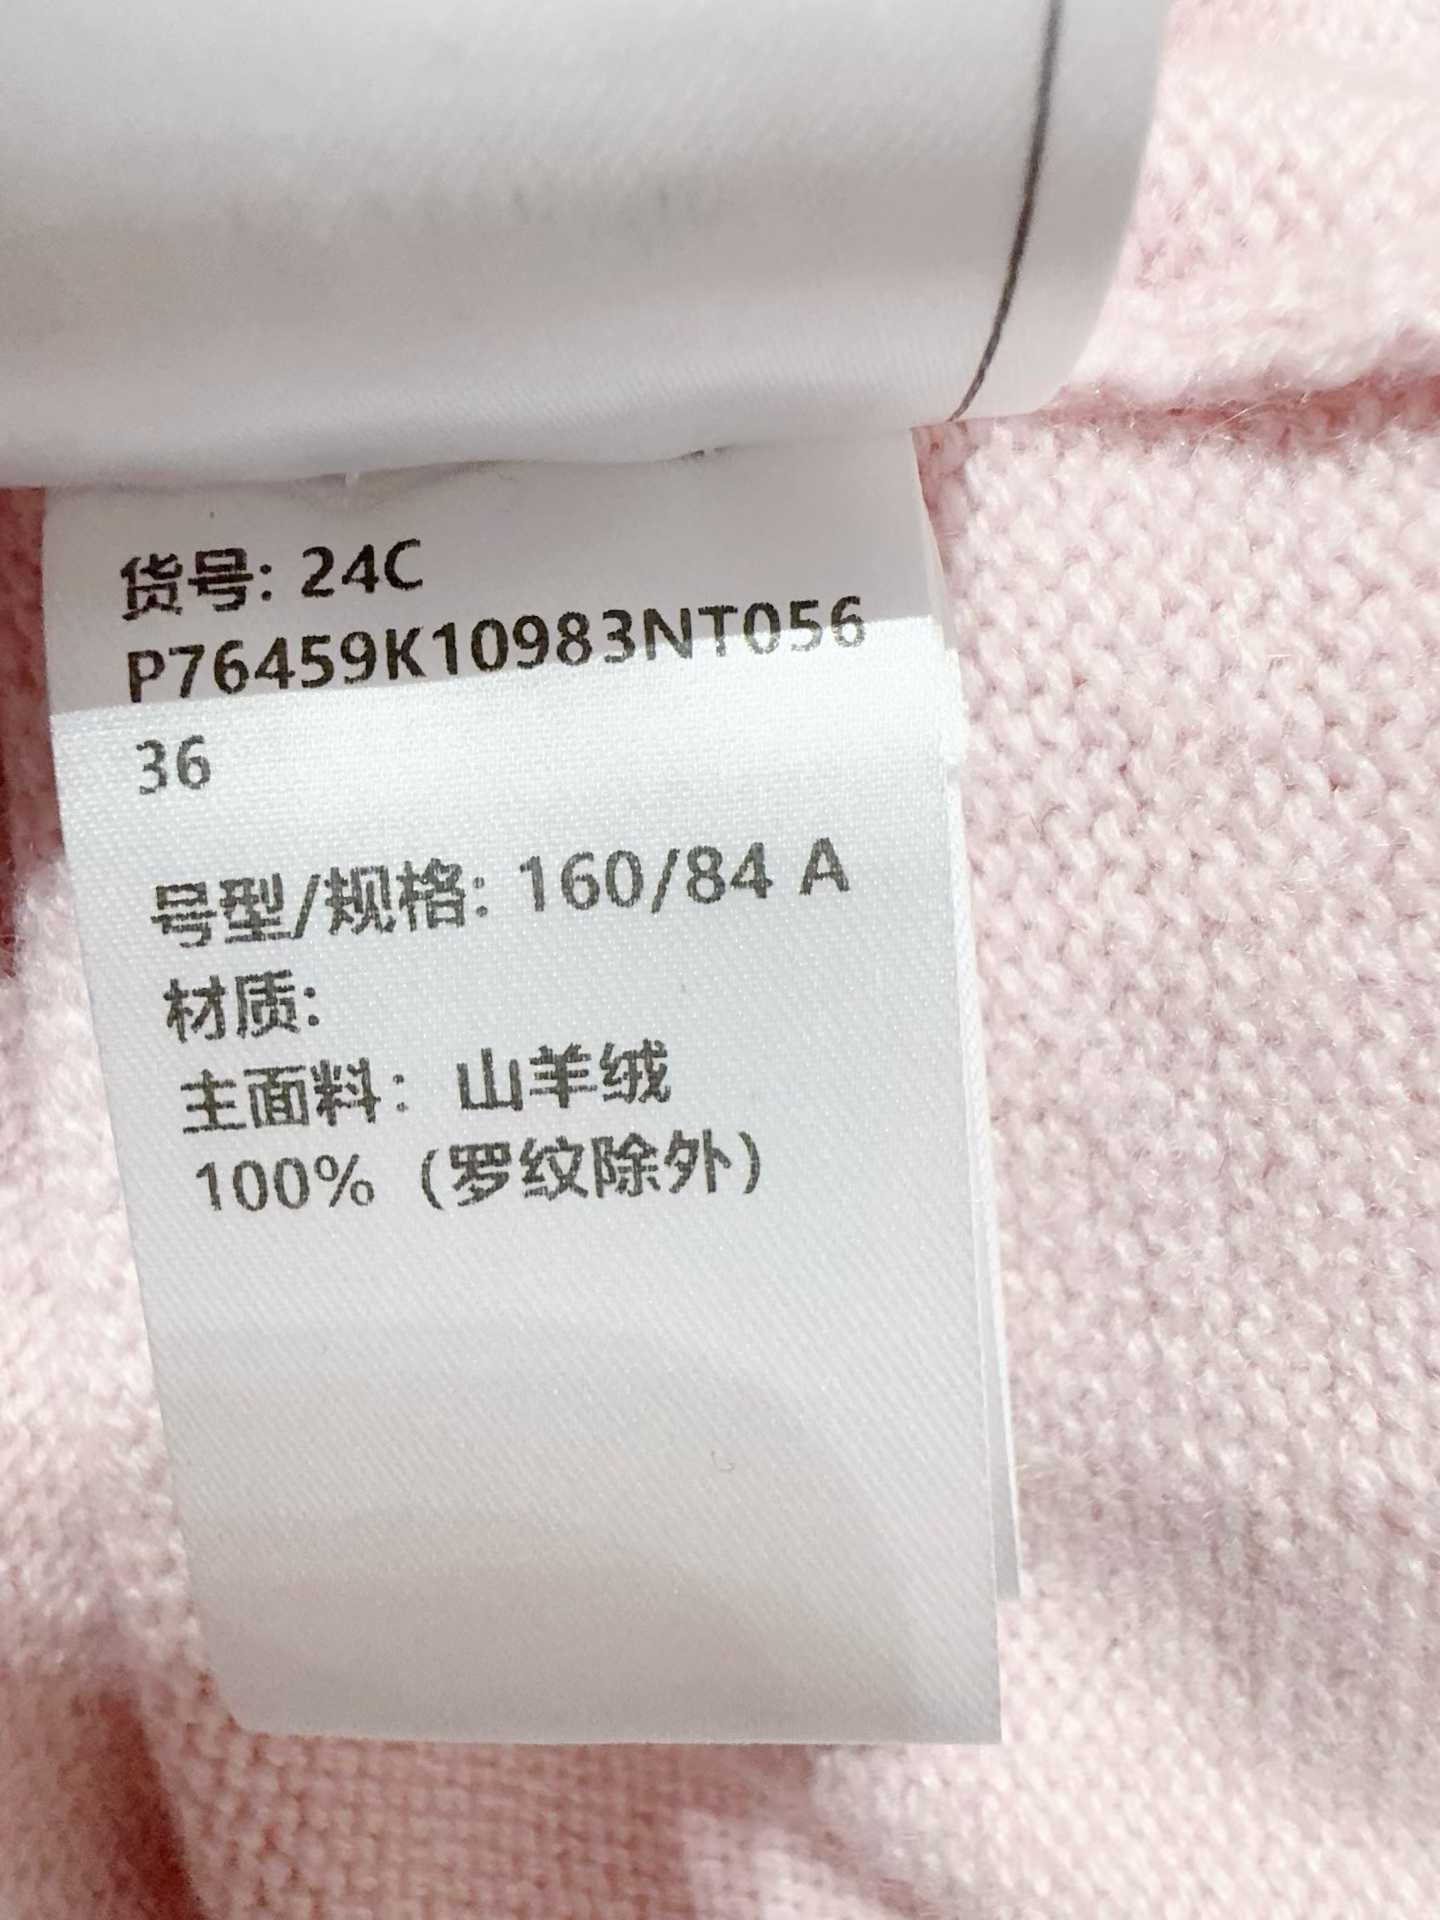 货号: 24C
P76459K10983NT056
36
号型/规格: 160/84 A
材质:
主面料：山羊绒
100%（罗纹除外）